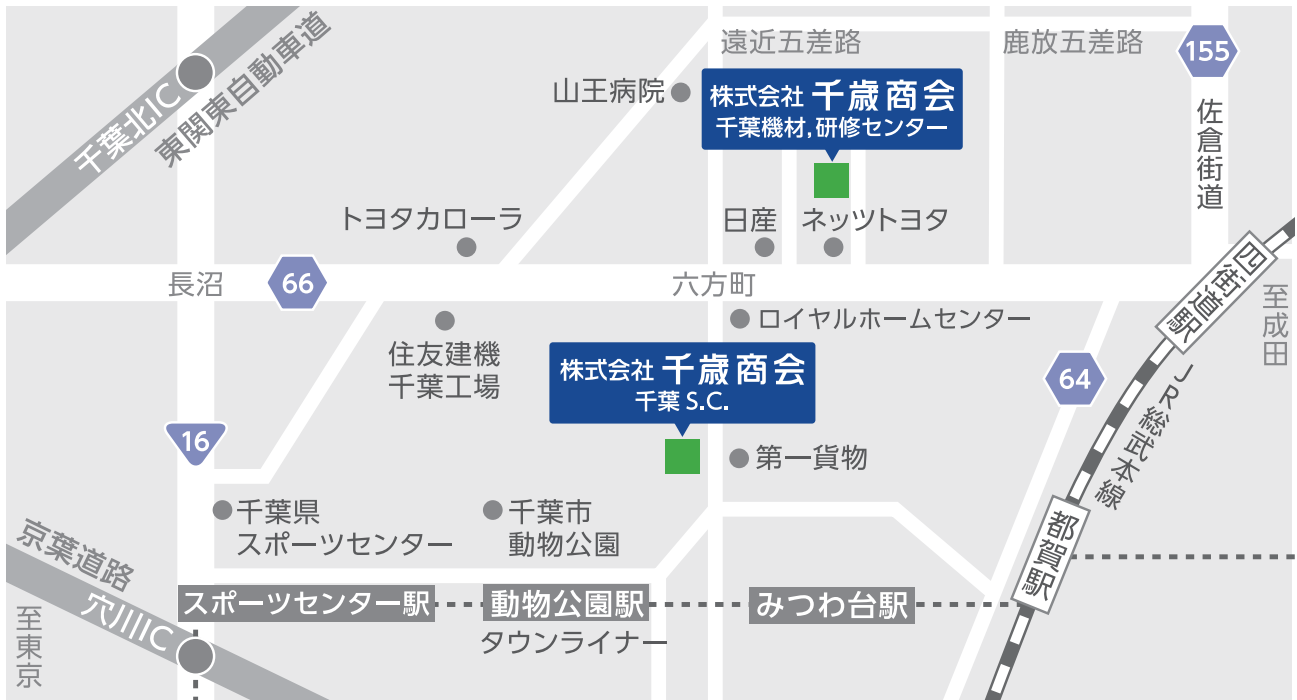 遠近五差路
鹿放五差路
155
佐倉街道
千葉北IC
東関東自動車道
山王病院
株式会社 千歳商会
千葉機材,研修センター
トヨタカローラ
日産
ネッツトヨタ
長沼
66
六方町
四街道駅
至成田
ロイヤルホームセンター
住友建機
千葉工場
株式会社 千歳商会
千葉 S.C.
64
JR総武本線
16
第一貨物
千葉県
スポーツセンター
千葉市
動物公園
都賀駅
京葉道路
穴川IC
至東京
スポーツセンター駅
動物公園駅
みつわ台駅
タウンライナー